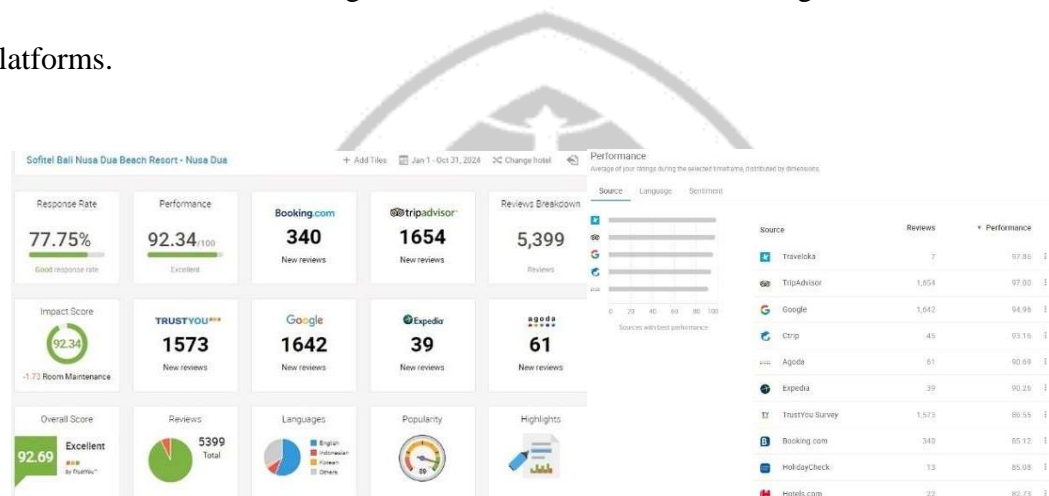 latforms.
Sofitel Bali Nusa Dua Beach Resort - Nusa Dua
+ Add Tiles
Jan 1 - Oct 31, 2024
Change hotel
Response Rate
77.75%
Good response rate
Performance
92.34/100
Excellent
Booking.com
340
New reviews
tripadvisor
1654
New reviews
Reviews Breakdown
5,399
Reviews
Impact Score
92.34
-1.73 Room Maintenance
TRUSTYOU
1573
New reviews
Google
1642
New reviews
Expedia
39
New reviews
agoda
61
New reviews
Overall Score
92.69
Excellent
by TrustYou
Reviews
5399
Total
Languages
English
Indonesian
Korean
Others
Popularity
89
Highlights
Performance
Average of your ratings during the selected timeframe, distributed by dimensions.
Source Language Sentiment
0 20 40 60 80 100
Sources with best performance
Source Reviews Performance
Traveloka 7 97.86
TripAdvisor 1,654 97.00
Google 1,642 94.96
Ctrip 45 93.16
Agoda 61 90.69
Expedia 39 90.26
TrustYou Survey 1,573 86.55
Booking.com 340 85.12
HolidayCheck 13 85.08
Hotels.com 22 82.73